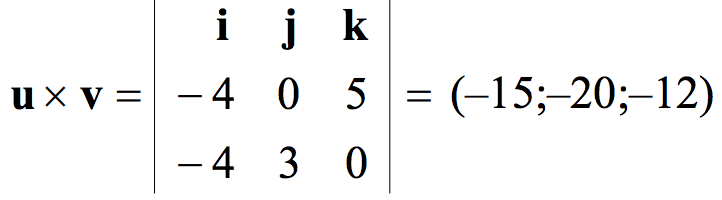 i j k
u × v = | – 4 0 5 | = (–15;–20;–12)
– 4 3 0